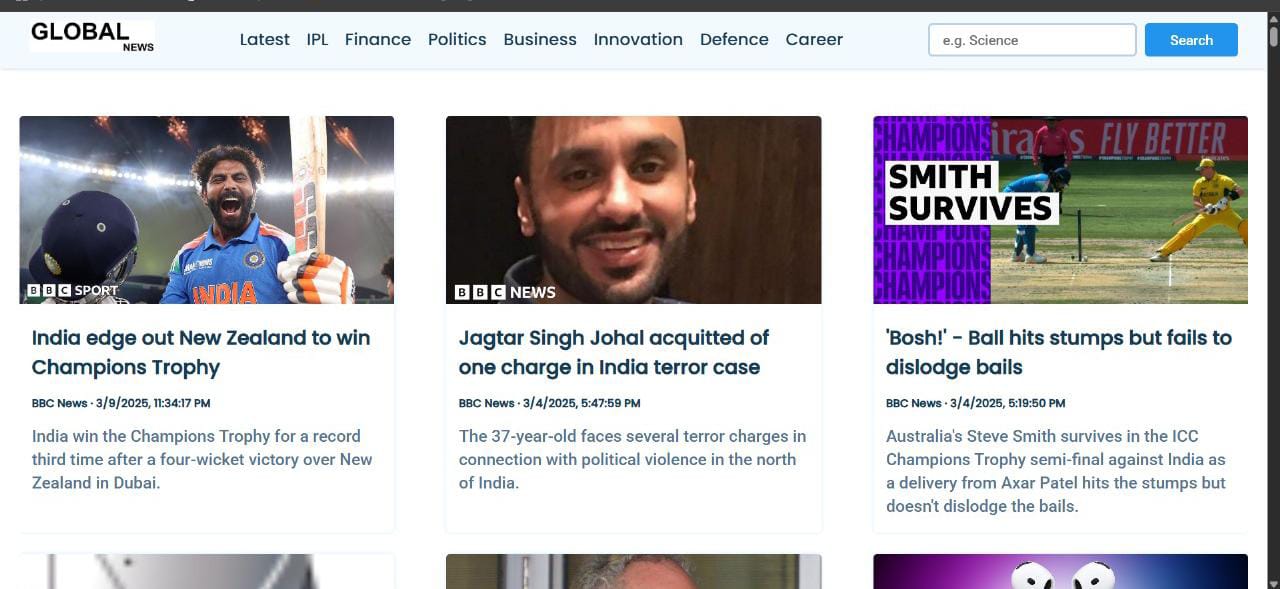 GLOBAL
NEWS
Latest IPL Finance Politics Business Innovation Defence Career
e.g. Science
Search
BBC SPORT
INDIA
India edge out New Zealand to win
Champions Trophy
BBC News · 3/9/2025, 11:34:17 PM
India win the Champions Trophy for a record
third time after a four-wicket victory over New
Zealand in Dubai.
BBC NEWS
Jagtar Singh Johal acquitted of
one charge in India terror case
BBC News · 3/4/2025, 5:47:59 PM
The 37-year-old faces several terror charges in
connection with political violence in the north
of India.
CHAMPIONS
FLY BETTER
SMITH
SURVIVES
CHAMPIONS
CHAMPIONS
'Bosh!' - Ball hits stumps but fails to
dislodge bails
BBC News · 3/4/2025, 5:19:50 PM
Australia's Steve Smith survives in the ICC
Champions Trophy semi-final against India as
a delivery from Axar Patel hits the stumps but
doesn't dislodge the bails.